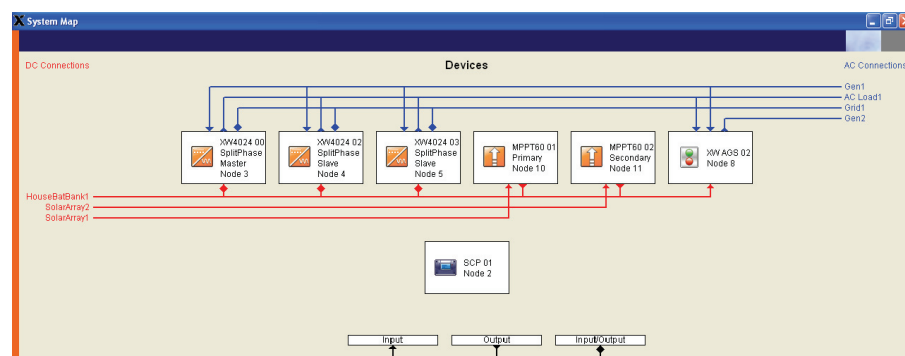 X System Map
DC Connections
Devices
AC Connections
Gen1
AC Load1
Grid1
Gen2
XW4024 00
SplitPhase
Master
Node 3
XW4024 02
SplitPhase
Slave
Node 4
XW4024 03
SplitPhase
Slave
Node 5
MPPT60 01
Primary
Node 10
MPPT60 02
Secondary
Node 11
XW AGS 02
Node 8
HouseBatBank1
SolarArray2
SolarArray1
SCP 01
Node 2
Input
Output
Input/Output